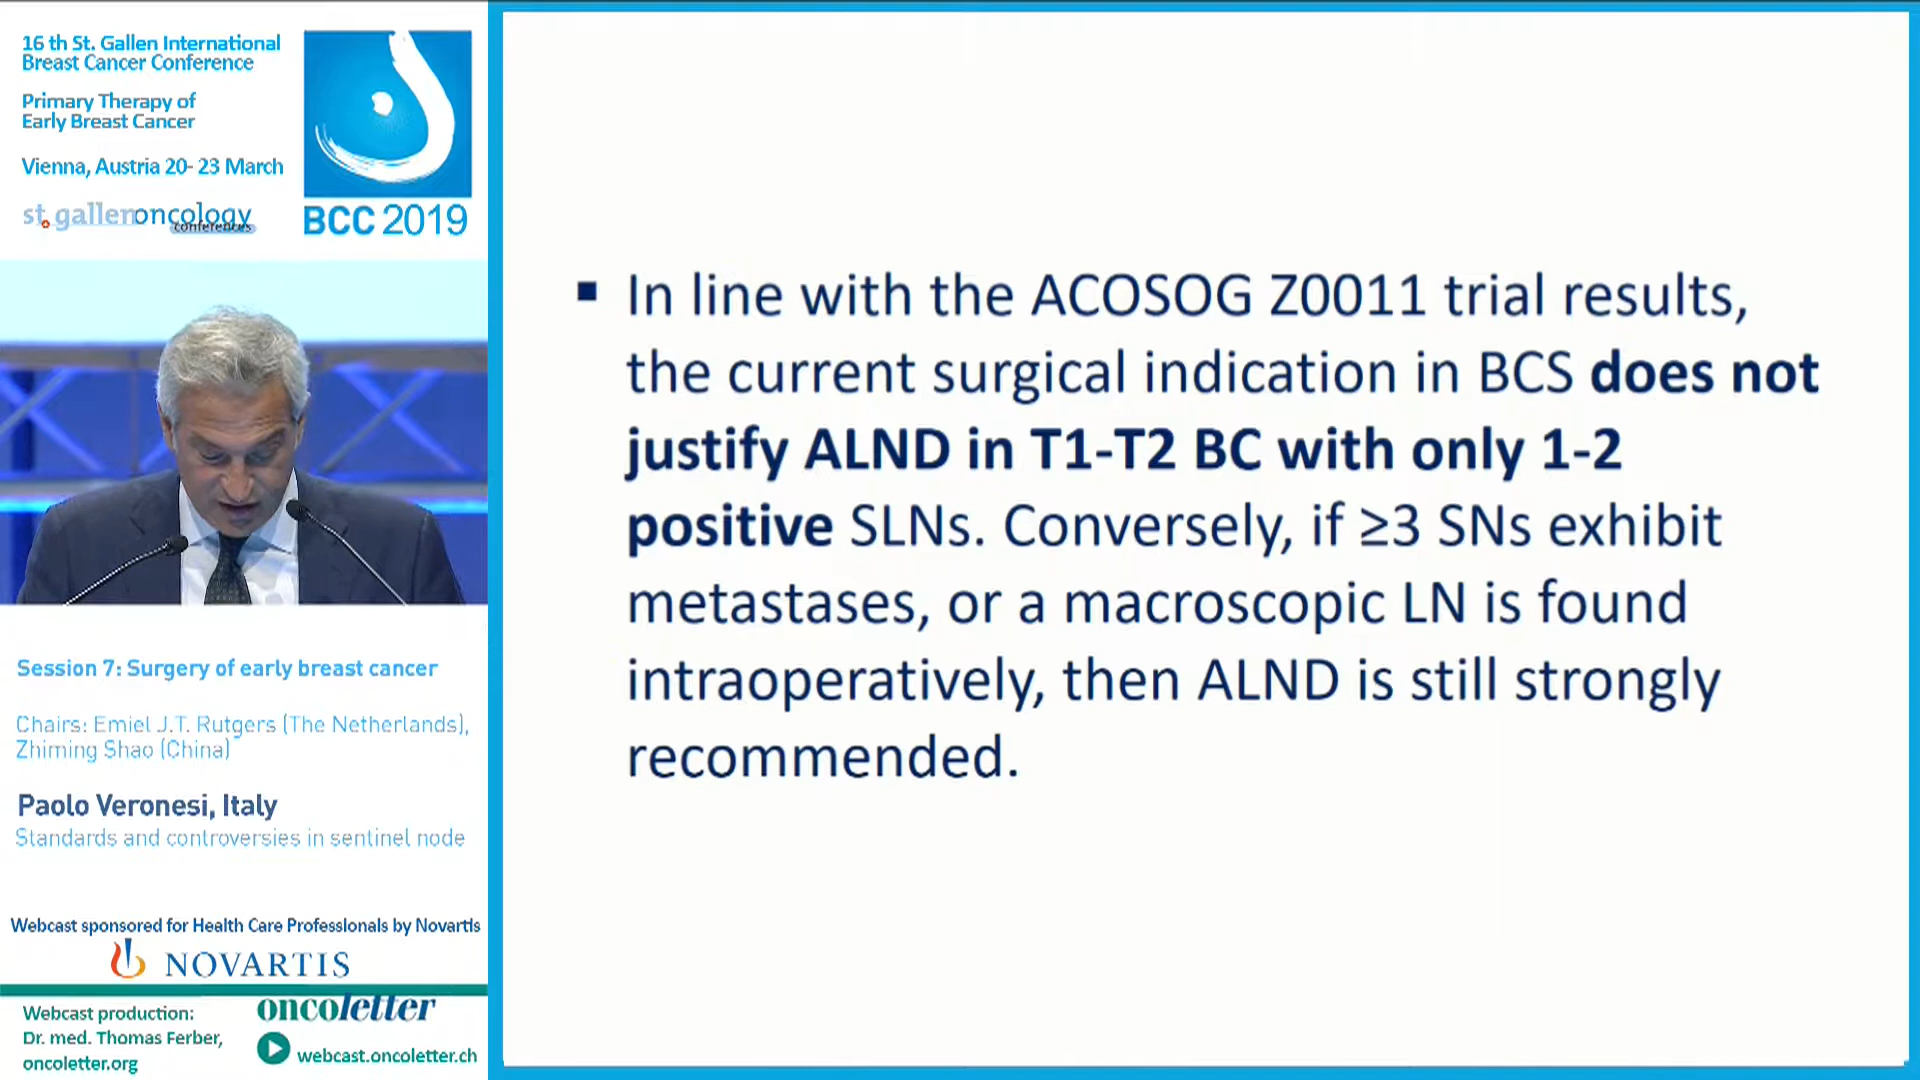 16 th St. Gallen International
Breast Cancer Conference
Primary Therapy of
Early Breast Cancer
Vienna, Austria 20- 23 March
st.gallenoncology
conferences
BCC 2019
Session 7: Surgery of early breast cancer
Chairs: Emiel J.T. Rutgers (The Netherlands),
Zhiming Shao (China)
Paolo Veronesi, Italy
Standards and controversies in sentinel node
Webcast sponsored for Health Care Professionals by Novartis
NOVARTIS
Webcast production:
Dr. med. Thomas Ferber,
oncoletter.org
oncoletter
webcast.oncoletter.ch
▪ In line with the ACOSOG Z0011 trial results,
the current surgical indication in BCS does not
justify ALND in T1-T2 BC with only 1-2
positive SLNs. Conversely, if ≥3 SNs exhibit
metastases, or a macroscopic LN is found
intraoperatively, then ALND is still strongly
recommended.